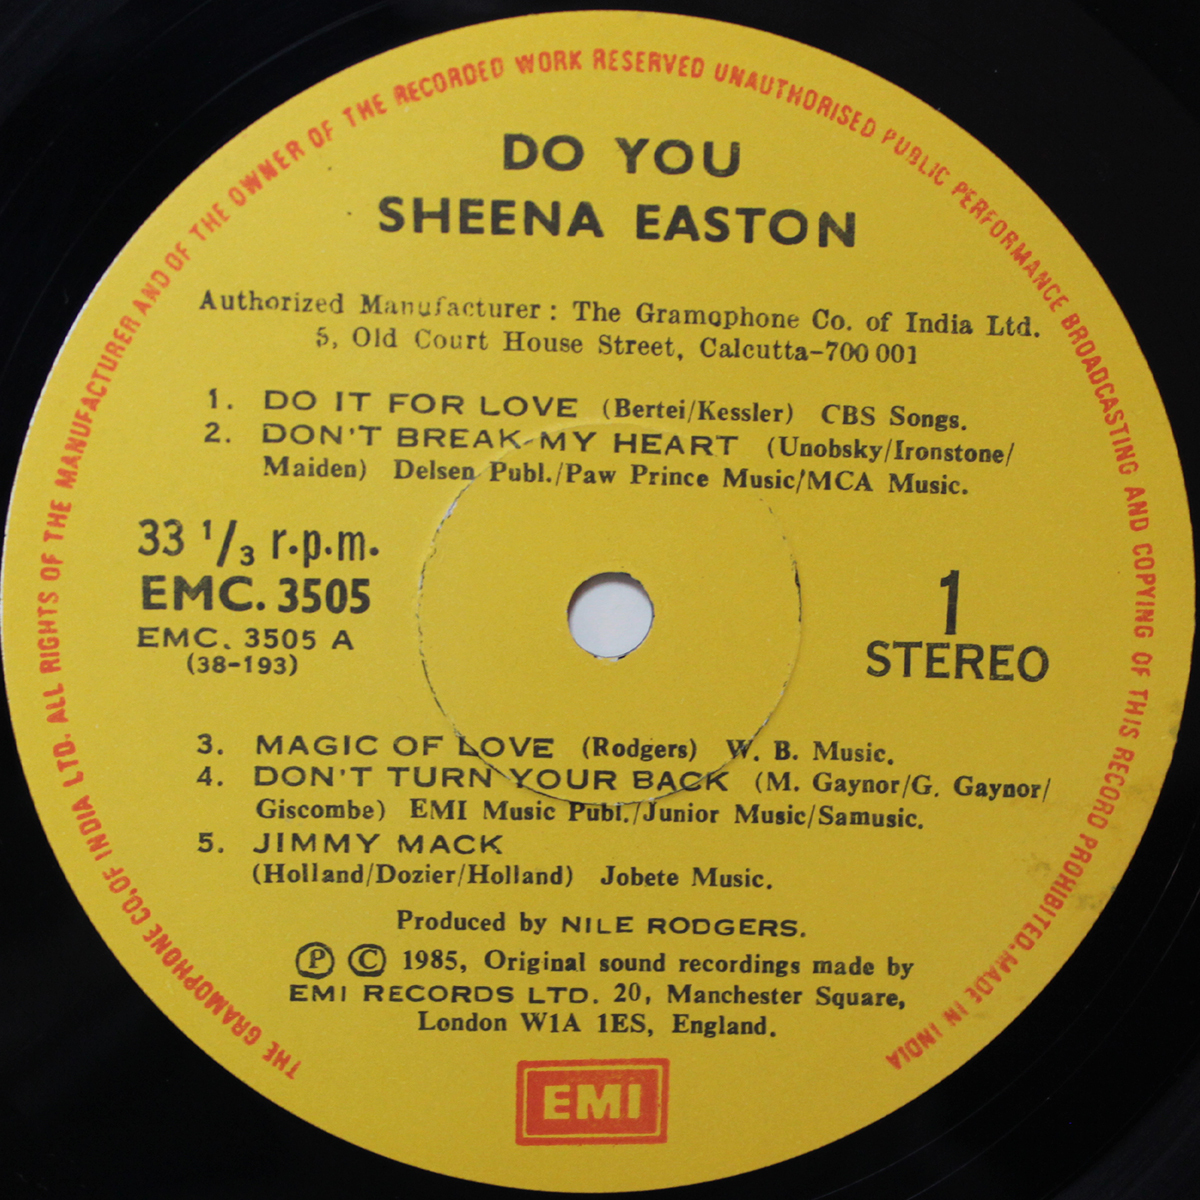 THE GRAMOPHONE CO. OF INDIA LTD. ALL RIGHTS OF THE MANUFACTURER AND OF THE OWNER OF THE RECORDED WORK RESERVED UNAUTHORISED PUBLIC PERFORMANCE BROADCASTING AND COPYING OF THIS RECORD PROHIBITED. MADE IN INDIA
DO YOU
SHEENA EASTON
Authorized Manufacturer : The Gramophone Co. of India Ltd.
5, Old Court House Street, Calcutta-700 001
1. DO IT FOR LOVE (Bertei/Kessler) CBS Songs.
2. DON'T BREAK MY HEART (Unobsky/Ironstone/
Maiden) Delsen Publ./Paw Prince Music/MCA Music.
33 1/3 r.p.m.
EMC. 3505
EMC. 3505 A
(38-193)
1
STEREO
3. MAGIC OF LOVE (Rodgers) W. B. Music.
4. DON'T TURN YOUR BACK (M. Gaynor/G. Gaynor/
Giscombe) EMI Music Publ./Junior Music/Samusic.
5. JIMMY MACK
(Holland/Dozier/Holland) Jobete Music.
Produced by NILE RODGERS.
Ⓟ © 1985, Original sound recordings made by
EMI RECORDS LTD. 20, Manchester Square,
London W1A 1ES, England.
EMI